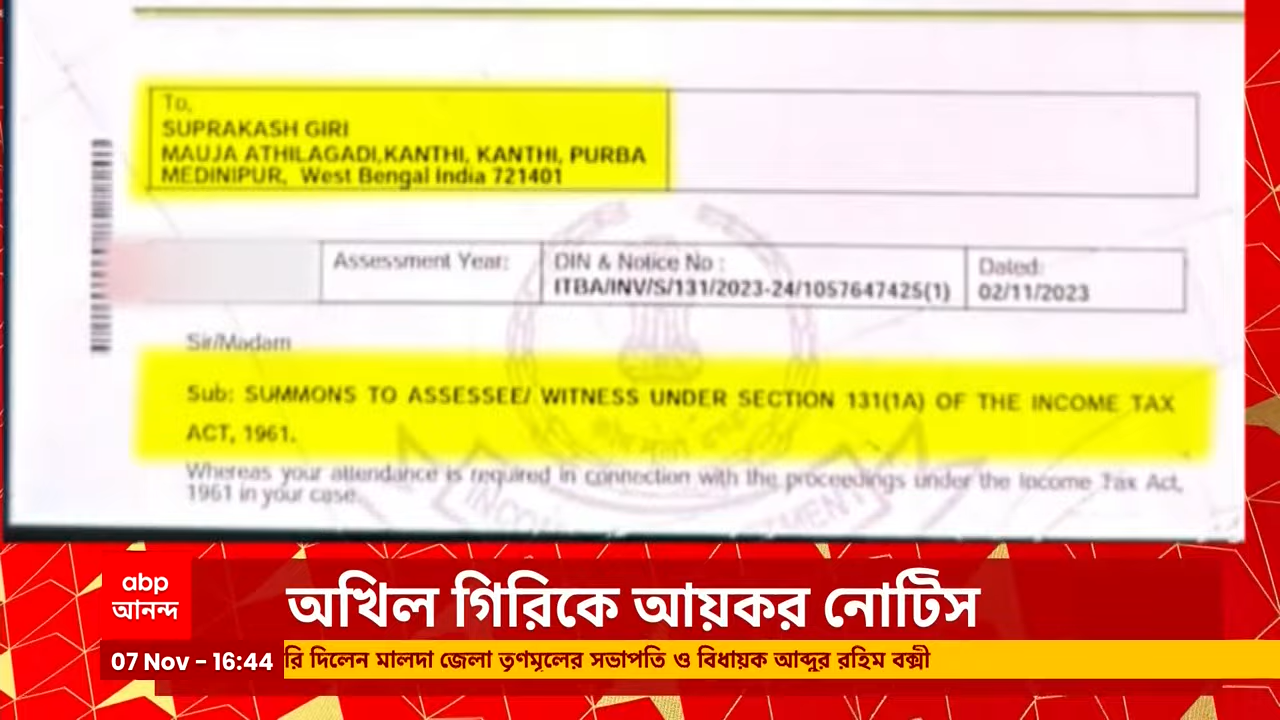 To,
SUPRAKASH GIRI
MAUJA ATHILAGADI,KANTHI, KANTHI, PURBA
MEDINIPUR, West Bengal India 721401
Assessment Year:
DIN & Notice No :
ITBA/INV/S/131/2023-24/1057647425(1)
Dated:
02/11/2023
Sir/Madam
Sub: SUMMONS TO ASSESSEE/ WITNESS UNDER SECTION 131(1A) OF THE INCOME TAX
ACT, 1961.
Whereas your attendance is required in connection with the proceedings under the Income Tax Act,
1961 in your case.
abp
আনন্দ
অখিল গিরিকে আয়কর নোটিস
07 Nov - 16:44
রি দিলেন মালদা জেলা তৃণমূলের সভাপতি ও বিধায়ক আব্দুর রহিম বক্সী